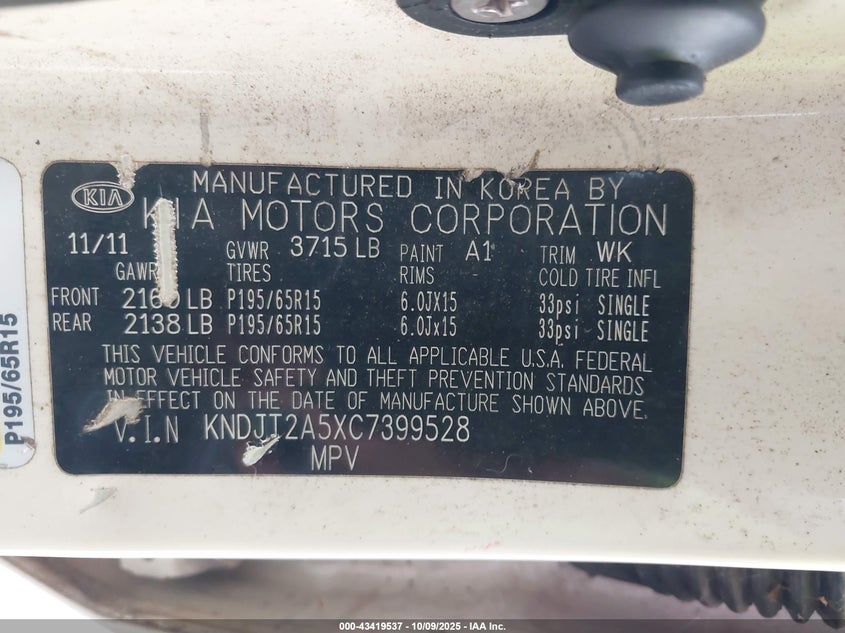 MANUFACTURED IN KOREA BY
KIA KIA MOTORS CORPORATION
11/11 GVWR 3715 LB PAINT A1 TRIM WK
GAWR TIRES RIMS COLD TIRE INFL
FRONT LB P195/65R15 6.0JX15 33psi SINGLE
REAR 2138 LB P195/65R15 6.0Jx15 33psi SINGLE
THIS VEHICLE CONFORMS TO ALL APPLICABLE U.S.A. FEDERAL
MOTOR VEHICLE SAFETY AND THEFT PREVENTION STANDARDS
IN EFFECT ON THE DATE OF MANUFACTURE SHOWN ABOVE.
V.I.N KNDJT2A5XC7399528
MPV
P195/65R15
000-43419537 - 10/09/2025 - IAA Inc.